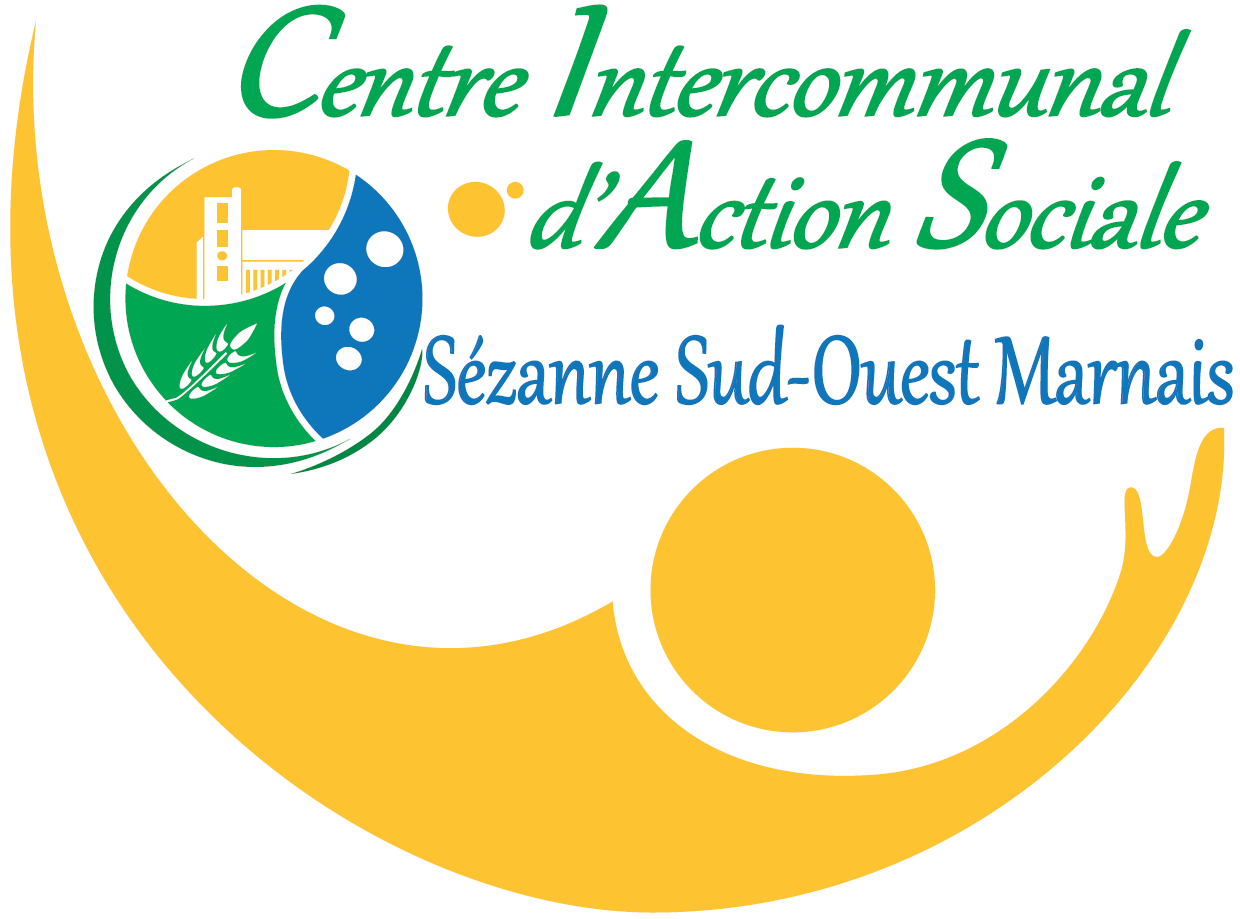 Centre Intercommunal
d'Action Sociale
Sézanne Sud-Ouest Marnais